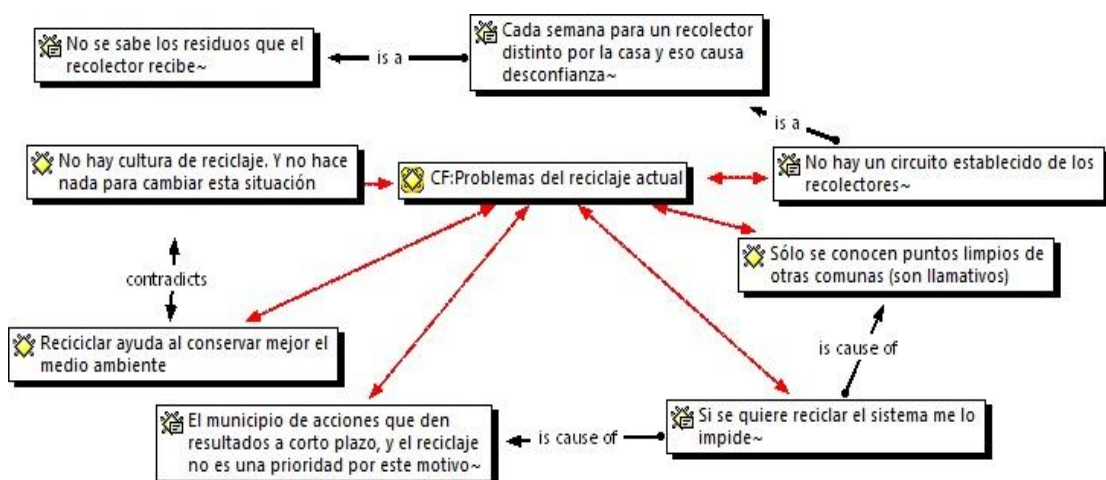 No se sabe los residuos que el
recolector recibe~
is a
Cada semana para un recolector
distinto por la casa y eso causa
desconfianza~
is a
No hay cultura de reciclaje. Y no hace
nada para cambiar esta situación
CF:Problemas del reciclaje actual
No hay un circuito establecido de los
recolectores~
contradicts
Sólo se conocen puntos limpios de
otras comunas (son llamativos)
Reciciclar ayuda al conservar mejor el
medio ambiente
is cause of
El municipio de acciones que den
resultados a corto plazo, y el reciclaje
no es una prioridad por este motivo~
is cause of
Si se quiere reciclar el sistema me lo
impide~